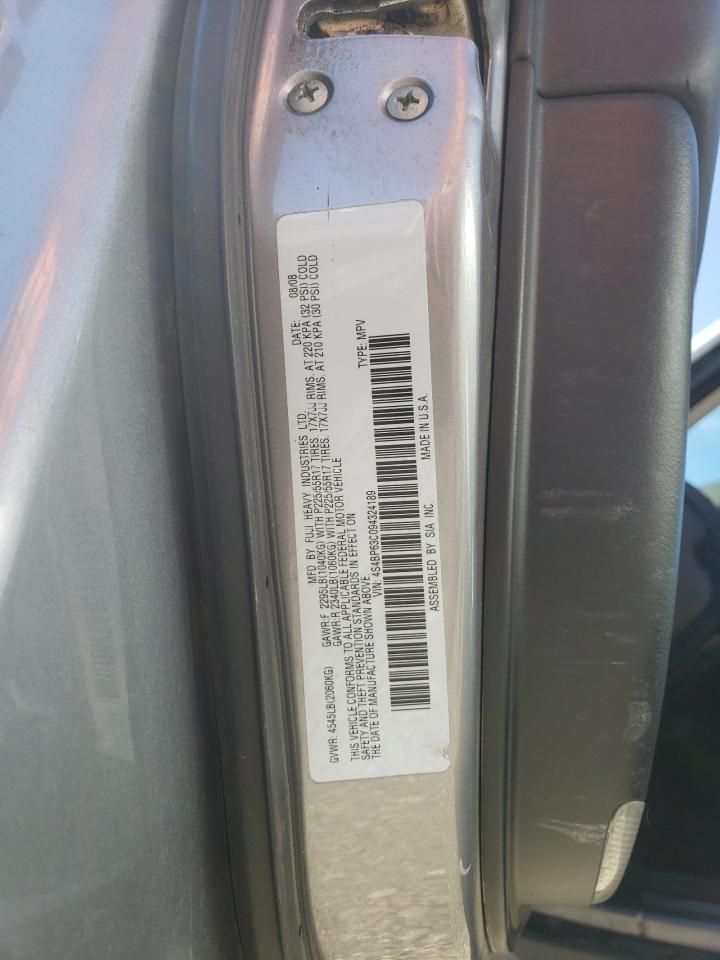 MFD BY FUJI HEAVY INDUSTRIES LTD. DATE: 08/08
GVWR: 4545LB(2060KG) GAWR:F 2295LB(1040KG) WITH P225/55R17 TIRES, 17X7JJ RIMS, AT 220 KPA (32 PSI) COLD
GAWR:R 2340LB(1060KG) WITH P225/55R17 TIRES, 17X7JJ RIMS, AT 210 KPA (30 PSI) COLD
THIS VEHICLE CONFORMS TO ALL APPLICABLE FEDERAL MOTOR VEHICLE
SAFETY AND THEFT PREVENTION STANDARDS IN EFFECT ON
THE DATE OF MANUFACTURE SHOWN ABOVE.
VIN: 4S4BP63C094324189 TYPE: MPV
ASSEMBLED BY SIA INC. MADE IN U.S.A.